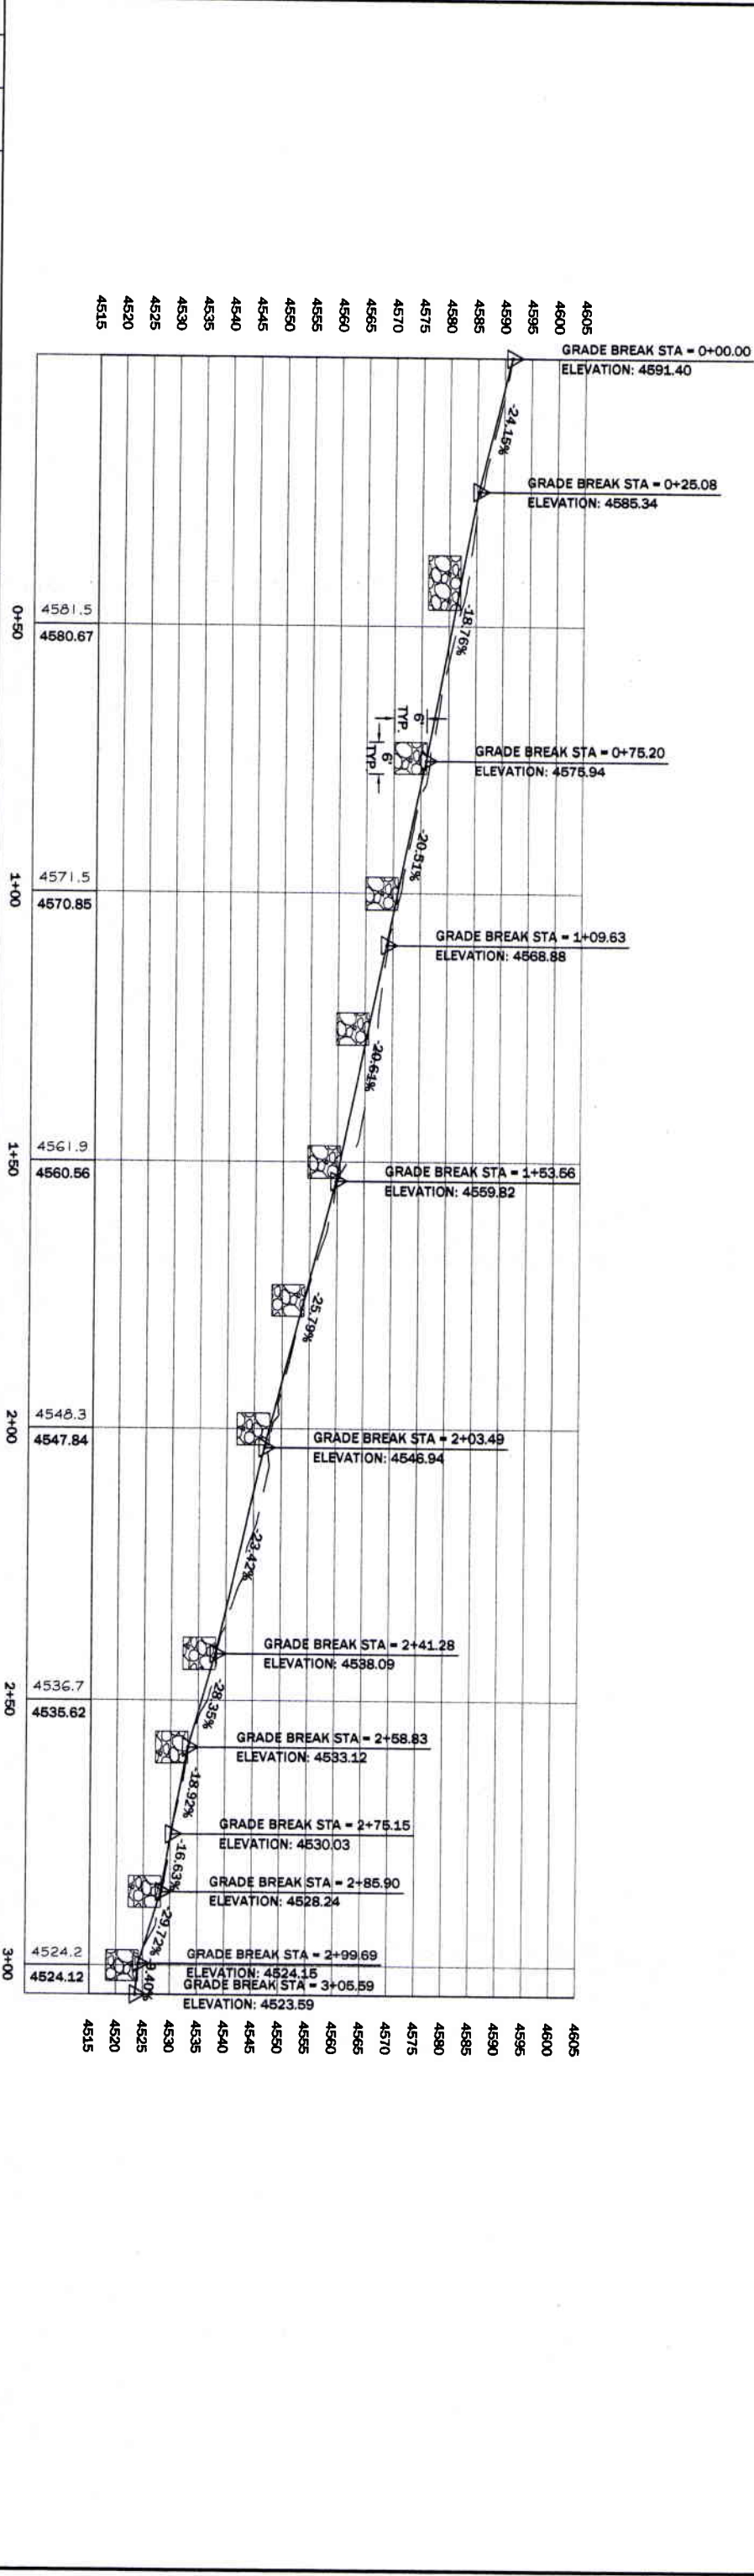 4515 4520 4525 4530 4535 4540 4545 4550 4555 4560 4565 4570 4575 4580 4585 4590 4595 4600 4605
GRADE BREAK STA = 0+00.00
ELEVATION: 4591.40
-24.15%
GRADE BREAK STA = 0+25.08
ELEVATION: 4585.34
-18.76%
0+50
4581.5
4580.67
6'
TYP.
6'
TYP.
GRADE BREAK STA = 0+75.20
ELEVATION: 4575.94
-20.51%
1+00
4571.5
4570.85
GRADE BREAK STA = 1+09.63
ELEVATION: 4568.88
-20.61%
1+50
4561.9
4560.56
GRADE BREAK STA = 1+53.56
ELEVATION: 4559.82
-25.79%
2+00
4548.3
4547.84
GRADE BREAK STA = 2+03.49
ELEVATION: 4546.94
-23.42%
GRADE BREAK STA = 2+41.28
ELEVATION: 4538.09
2+50
4536.7
4535.62
-28.35%
GRADE BREAK STA = 2+58.83
ELEVATION: 4533.12
-18.92%
GRADE BREAK STA = 2+75.15
ELEVATION: 4530.03
-16.63%
GRADE BREAK STA = 2+85.90
ELEVATION: 4528.24
-29.72%
3+00
4524.2
4524.12
GRADE BREAK STA = 2+99.69
ELEVATION: 4524.15
-9.40%
GRADE BREAK STA = 3+05.59
ELEVATION: 4523.59
4515 4520 4525 4530 4535 4540 4545 4550 4555 4560 4565 4570 4575 4580 4585 4590 4595 4600 4605